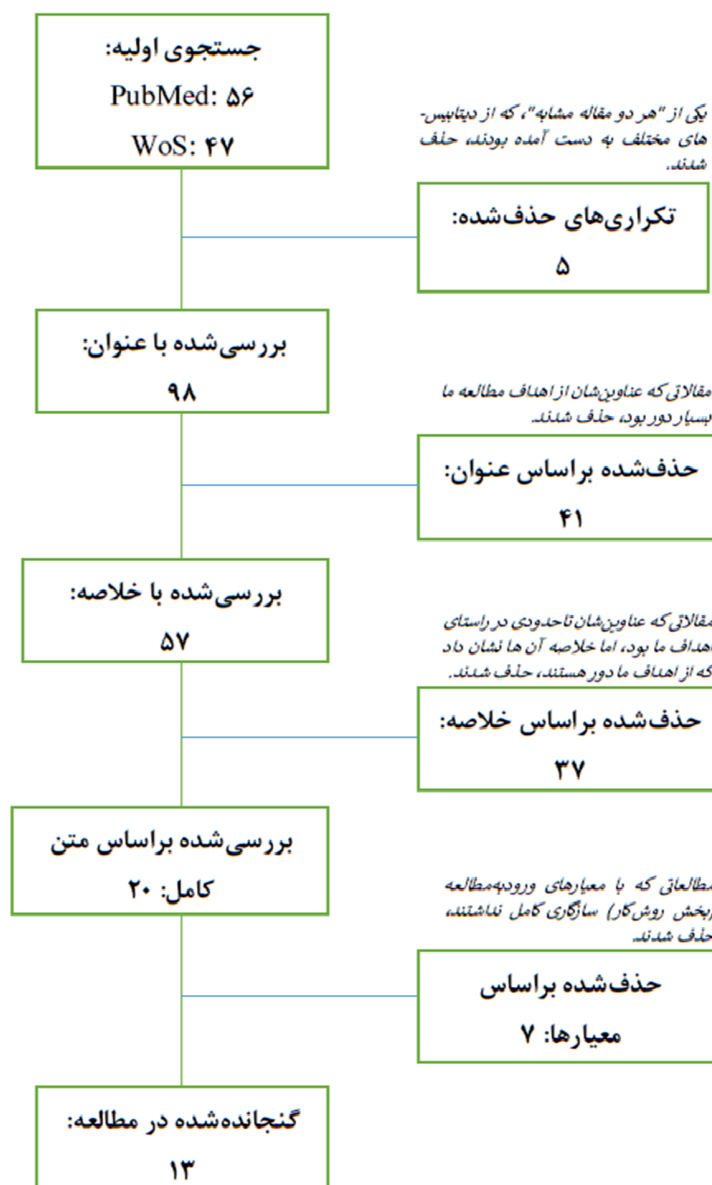 جستجوی اولیه:
PubMed: ۵۶
WoS: ۴۷
یکی از "هر دو مقاله مشابه"، که از دیتابیس-
های مختلف به دست آمده بودند، حذف
شدند.
تکراری‌های حذف‌شده:
۵
بررسی‌شده با عنوان:
۹۸
مقالاتی که عناوین‌شان از اهداف مطالعه ما
بسیار دور بود، حذف شدند.
حذف‌شده براساس عنوان:
۴۱
بررسی‌شده با خلاصه:
۵۷
مقالاتی که عناوین‌شان تاحدودی در راستای
اهداف ما بود، اما خلاصه آن ها نشان داد
که از اهداف ما دور هستند، حذف شدند.
حذف‌شده براساس خلاصه:
۳۷
بررسی‌شده براساس متن
کامل: ۲۰
مطالعاتی که با معیارهای ورودبه‌مطالعه
(بخش روش‌کار) سازگاری کامل نداشتند،
حذف شدند.
حذف‌شده براساس
معیارها: ۷
گنجانده‌شده در مطالعه:
۱۳